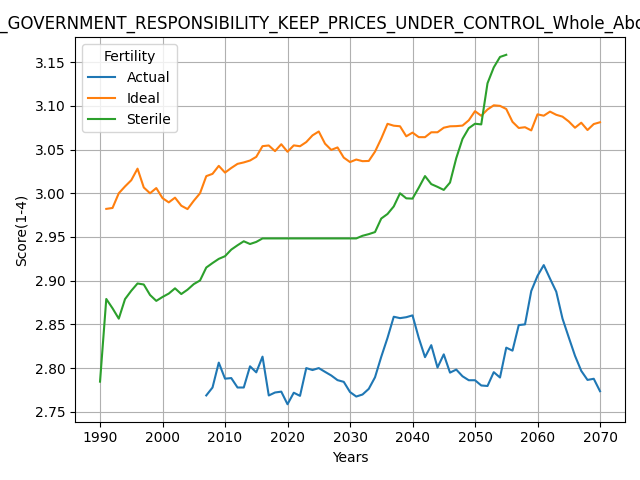 _GOVERNMENT_RESPONSIBILITY_KEEP_PRICES_UNDER_CONTROL_Whole_Abo
Fertility
Actual
Ideal
Sterile
Score(1-4)
3.15
3.10
3.05
3.00
2.95
2.90
2.85
2.80
2.75
1990 2000 2010 2020 2030 2040 2050 2060 2070
Years